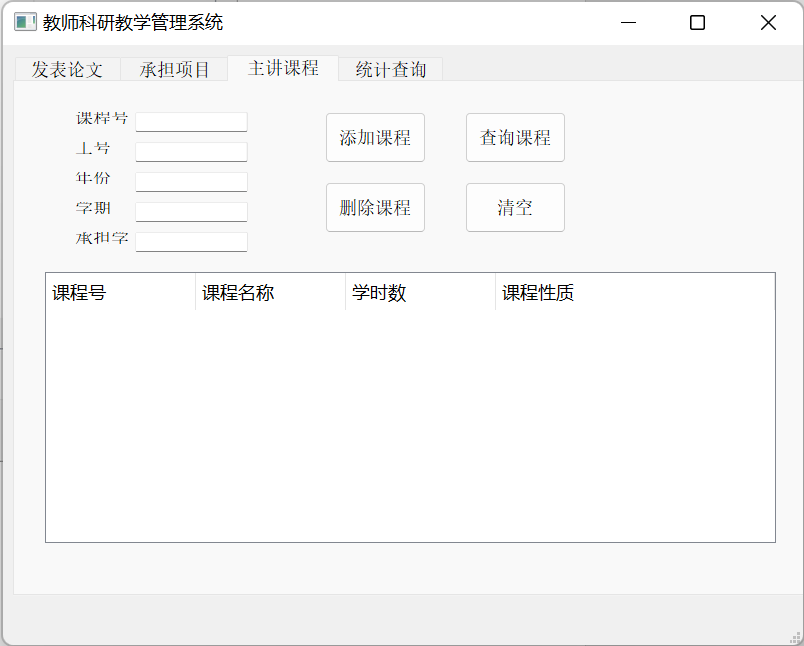 教师科研教学管理系统
发表论文 承担项目 主讲课程 统计查询
课程号
工号
年份
学期
承担学
添加课程 查询课程
删除课程 清空
课程号 课程名称 学时数 课程性质